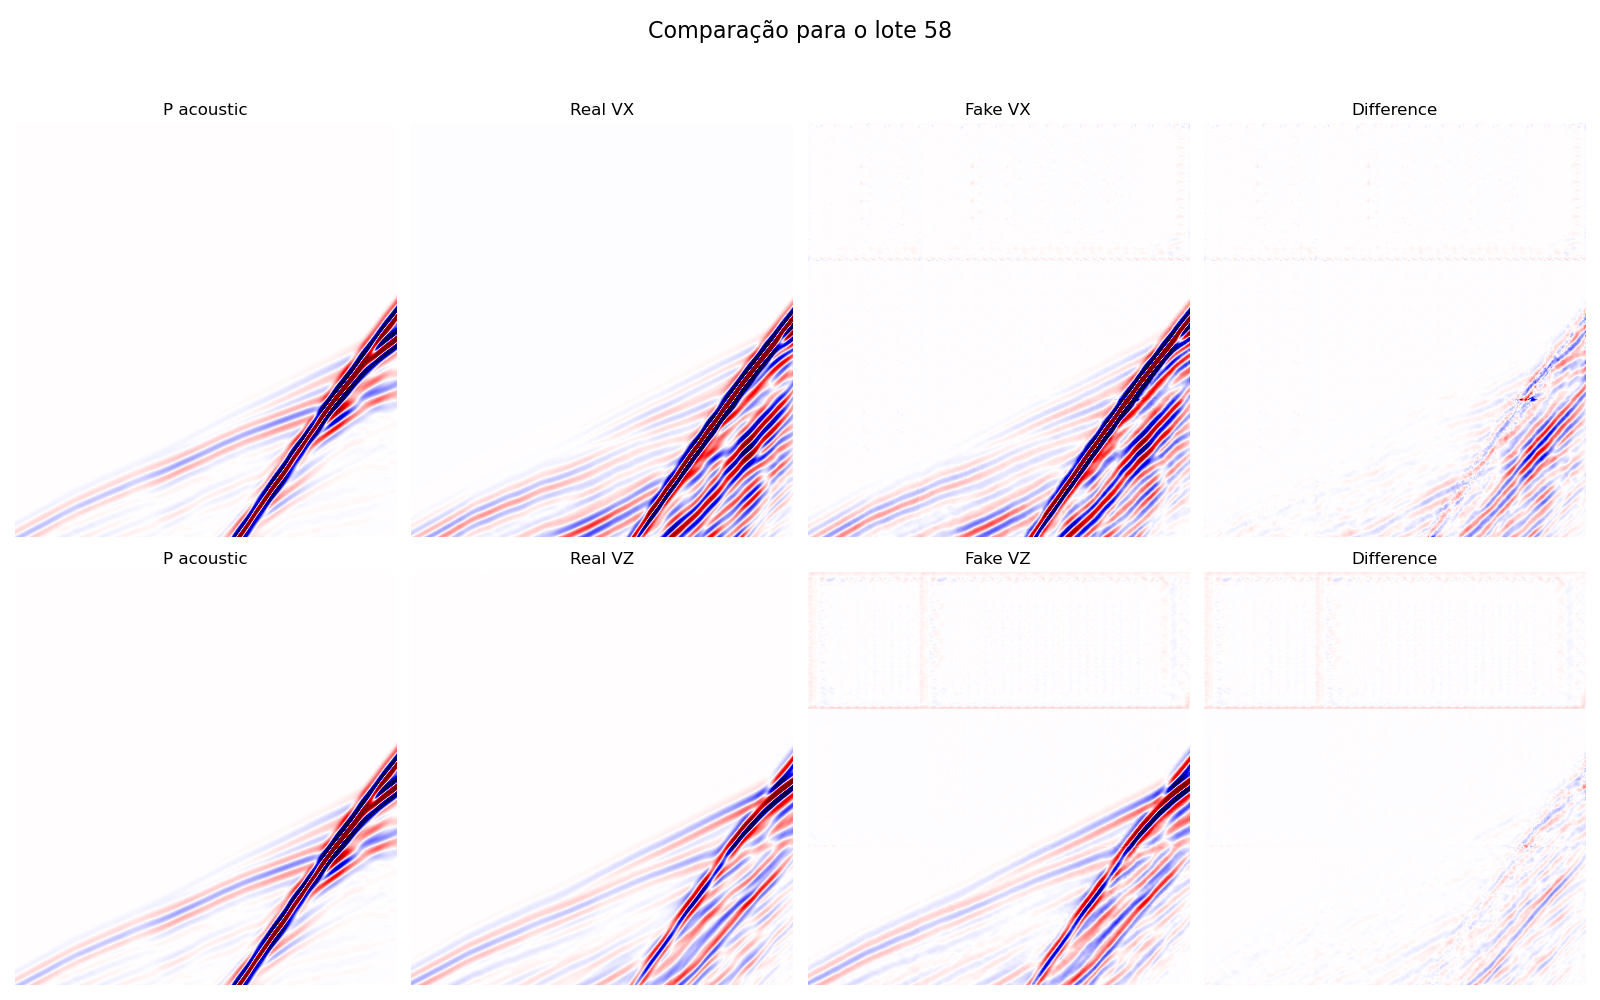 Comparação para o lote 58
P acoustic
Real VX
Fake VX
Difference
P acoustic
Real VZ
Fake VZ
Difference